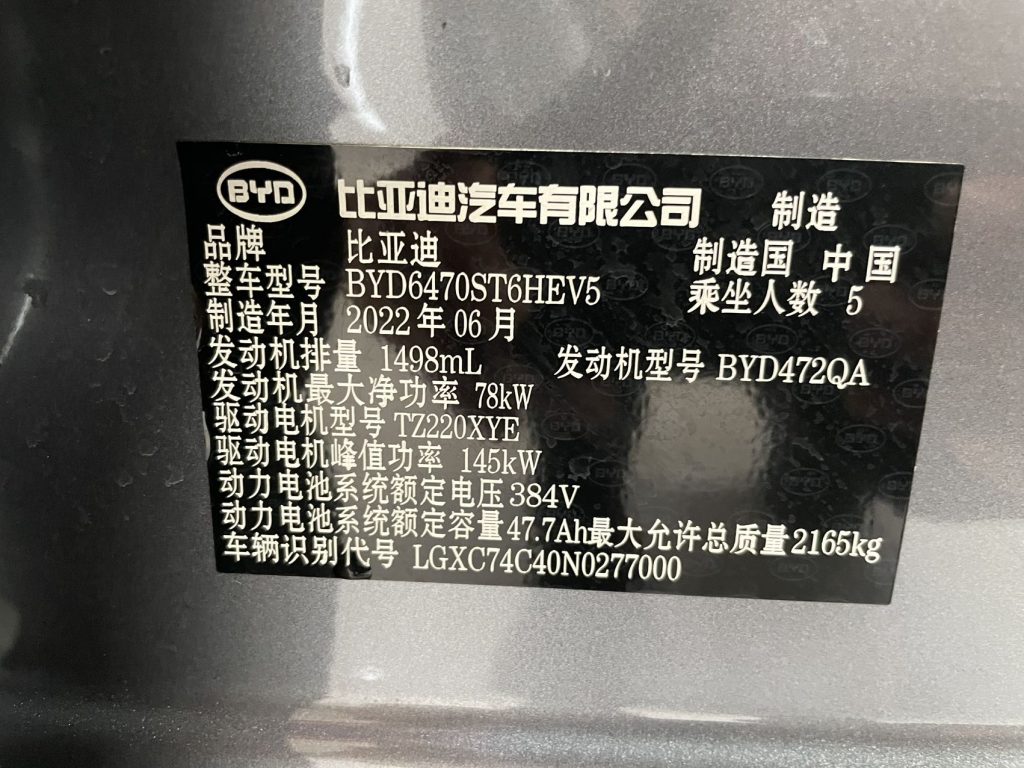 BYD 比亚迪汽车有限公司 制造
品牌 比亚迪 制造国 中国
整车型号 BYD6470ST6HEV5 乘坐人数 5
制造年月 2022年06月
发动机排量 1498mL 发动机型号 BYD472QA
发动机最大净功率 78kW
驱动电机型号 TZ220XYE
驱动电机峰值功率 145kW
动力电池系统额定电压384V
动力电池系统额定容量47.7Ah最大允许总质量2165kg
车辆识别代号 LGXC74C40N0277000